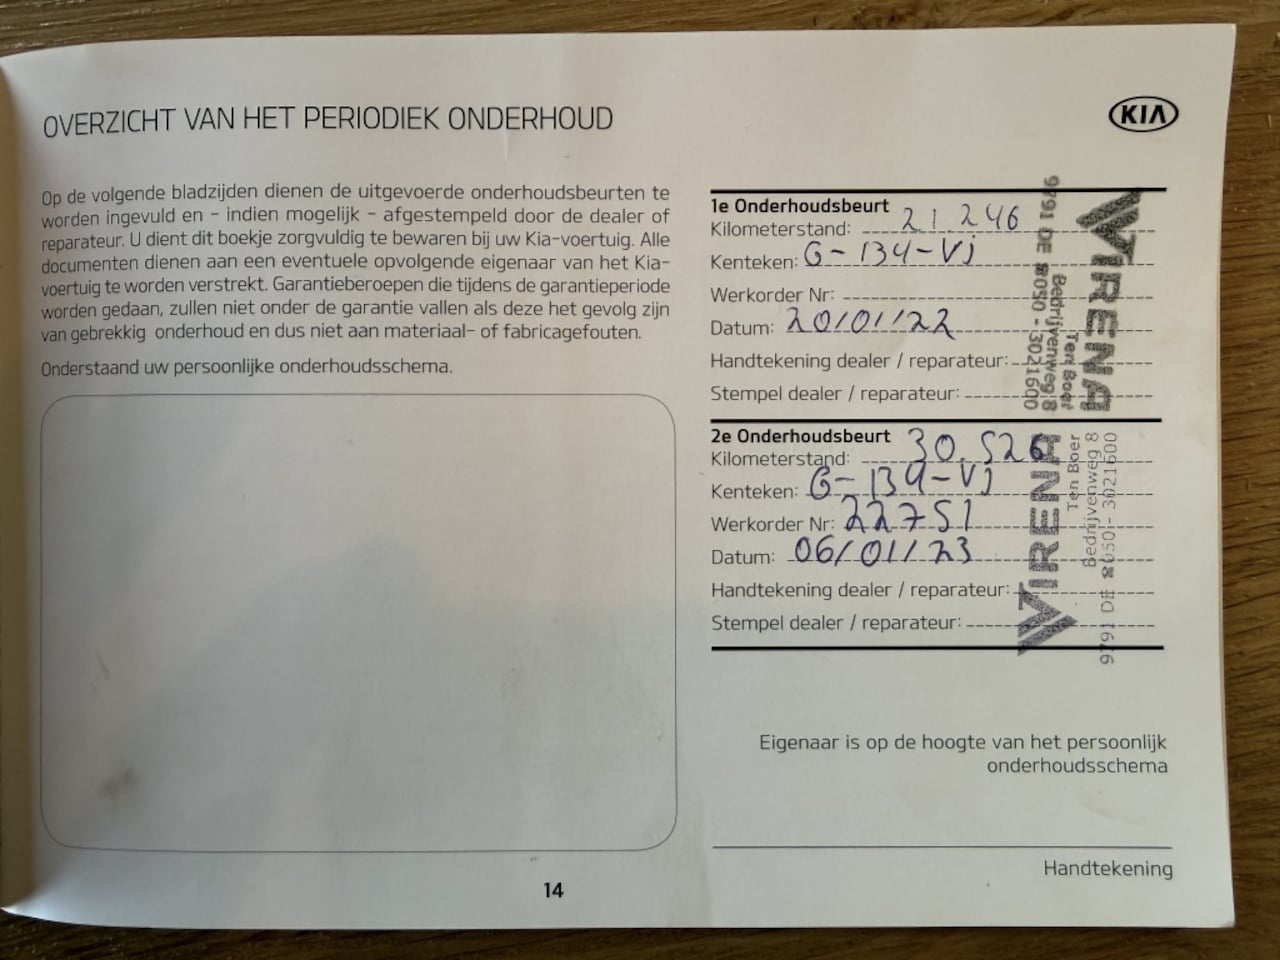 OVERZICHT VAN HET PERIODIEK ONDERHOUD
KIA
Op de volgende bladzijden dienen de uitgevoerde onderhoudsbeurten te
worden ingevuld en – indien mogelijk – afgestempeld door de dealer of
reparateur. U dient dit boekje zorgvuldig te bewaren bij uw Kia-voertuig. Alle
documenten dienen aan een eventuele opvolgende eigenaar van het Kia-
voertuig te worden verstrekt. Garantieberoepen die tijdens de garantieperiode
worden gedaan, zullen niet onder de garantie vallen als deze het gevolg zijn
van gebrekkig onderhoud en dus niet aan materiaal- of fabricagefouten.
Onderstaand uw persoonlijke onderhoudsschema.
14
1e Onderhoudsbeurt
Kilometerstand: 21.246
Kenteken: G-134-VJ
Werkorder Nr:
Datum: 20/01/22
Handtekening dealer / reparateur:
Stempel dealer / reparateur:
VIRENA
Ten Boer
Bedrijvenweg 8
9791 DE 050 - 3021600
2e Onderhoudsbeurt
Kilometerstand: 30.526
Kenteken: G-134-VJ
Werkorder Nr: 22751
Datum: 06/01/23
Handtekening dealer / reparateur:
Stempel dealer / reparateur:
VIRENA
Ten Boer
Bedrijvenweg 8
9791 DE 050 - 3021600
Eigenaar is op de hoogte van het persoonlijk
onderhoudsschema
Handtekening